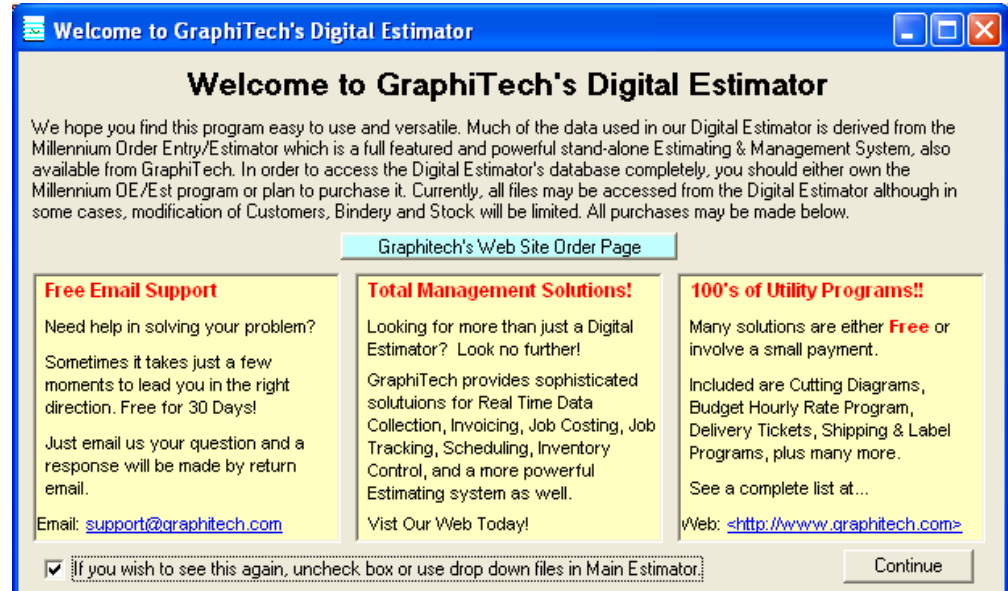 Welcome to GraphiTech's Digital Estimator
Welcome to GraphiTech's Digital Estimator
We hope you find this program easy to use and versatile. Much of the data used in our Digital Estimator is derived from the
Millennium Order Entry/Estimator which is a full featured and powerful stand-alone Estimating & Management System, also
available from GraphiTech. In order to access the Digital Estimator's database completely, you should either own the
Millennium OE/Est program or plan to purchase it. Currently, all files may be accessed from the Digital Estimator although in
some cases, modification of Customers, Bindery and Stock will be limited. All purchases may be made below.
Graphitech's Web Site Order Page
Free Email Support
Need help in solving your problem?
Sometimes it takes just a few
moments to lead you in the right
direction. Free for 30 Days!
Just email us your question and a
response will be made by return
email.
Email: support@graphitech.com
Total Management Solutions!
Looking for more than just a Digital
Estimator? Look no further!
GraphiTech provides sophisticated
solutuions for Real Time Data
Collection, Invoicing, Job Costing, Job
Tracking, Scheduling, Inventory
Control, and a more powerful
Estimating system as well.
Vist Our Web Today!
100's of Utility Programs!!
Many solutions are either Free or
involve a small payment.
Included are Cutting Diagrams,
Budget Hourly Rate Program,
Delivery Tickets, Shipping & Label
Programs, plus many more.
See a complete list at...
Web: <http://www.graphitech.com>
If you wish to see this again, uncheck box or use drop down files in Main Estimator.
Continue